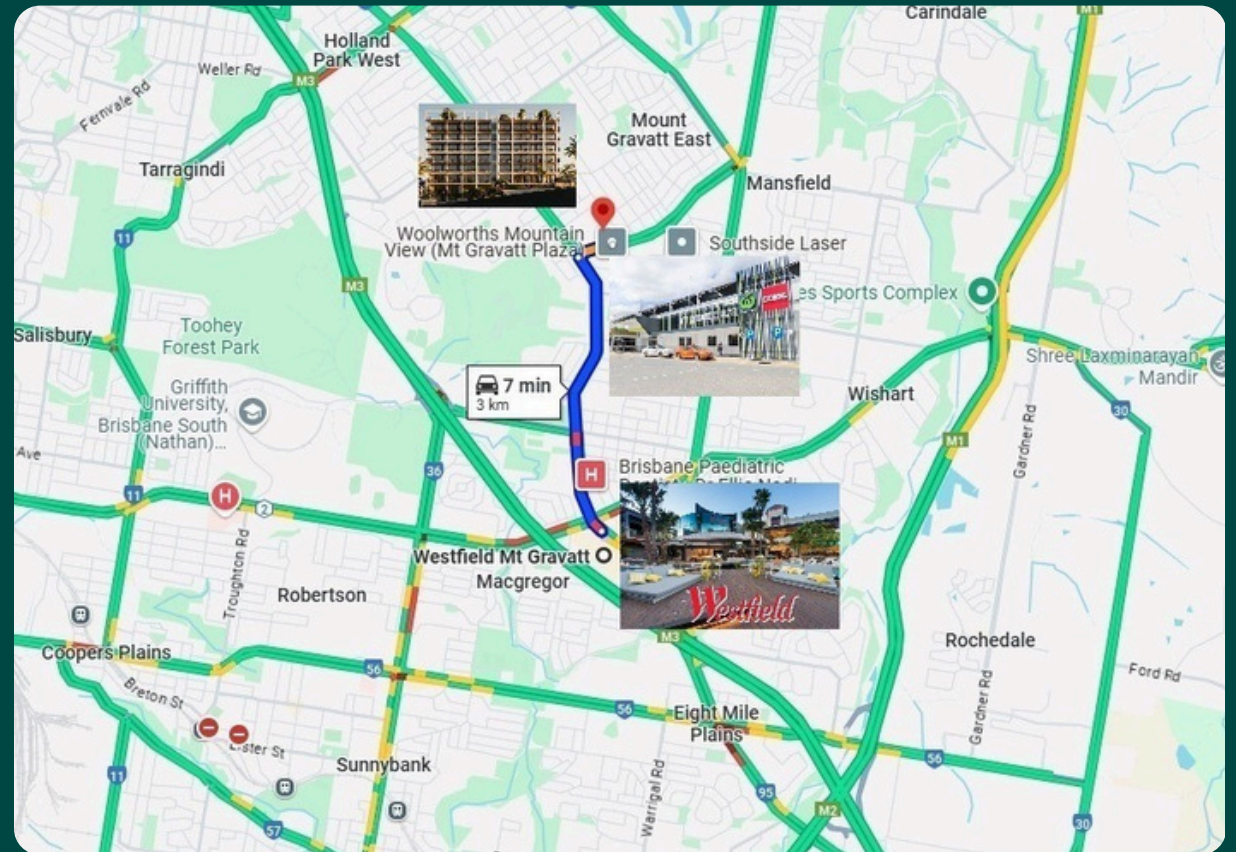 Carindale
M1
Holland
Park West
Weller Rd
M3
Fernvale Rd
Mount
Gravatt East
Tarragindi
Mansfield
11
Woolworths Mountain
View (Mt Gravatt Plaza
Southside Laser
M3
coles
es Sports Complex
P
P
Salisbury
Toohey
Forest Park
Shree Laxminarayan
Mandir
7 min
3 km
Griffith
University,
Brisbane South
(Nathan)...
Wishart
30
Gardner Rd
M1
Ave
36
H
Brisbane Paediatric
11
H
2
Westfield Mt Gravatt
Macgregor
Troughton Rd
Robertson
Westfield
M3
Rochedale
Coopers Plains
56
Ford Rd
Breton St
56
Eight Mile
Plains
Gardner Rd
Lister St
Sunnybank
56
11
Warrigal Rd
95
M2
57
30